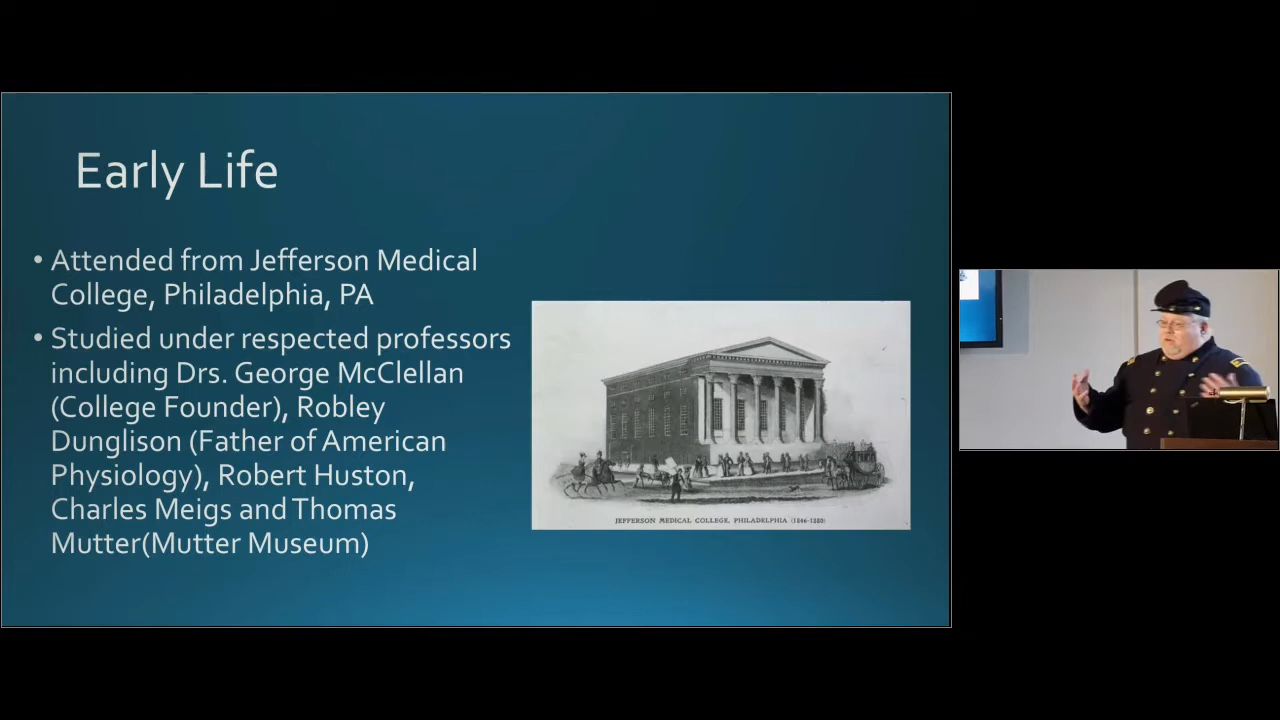 Early Life
• Attended from Jefferson Medical
College, Philadelphia, PA
• Studied under respected professors
including Drs. George McClellan
(College Founder), Robley
Dunglison (Father of American
Physiology), Robert Huston,
Charles Meigs and Thomas
Mutter(Mutter Museum)
JEFFERSON MEDICAL COLLEGE, PHILADELPHIA (1846-1880)